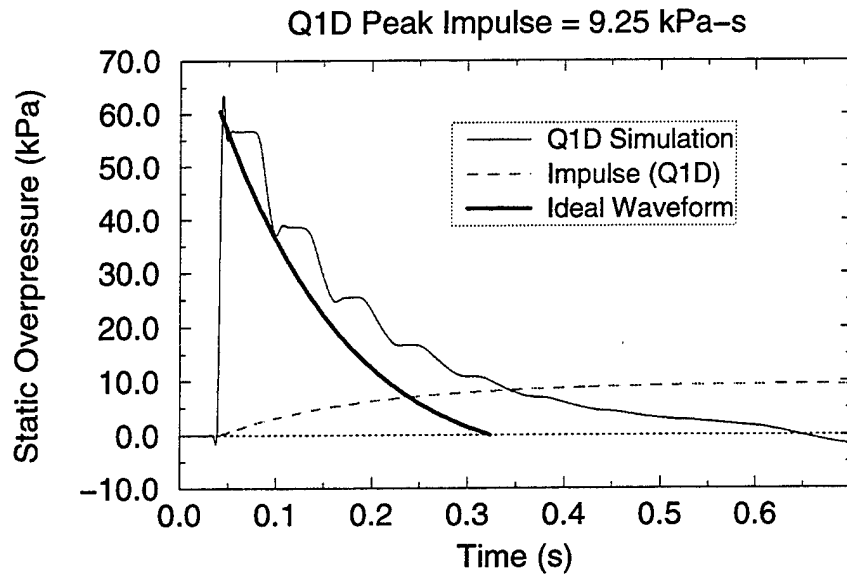 Q1D Peak Impulse = 9.25 kPa-s
Static Overpressure (kPa)
70.0
60.0
50.0
40.0
30.0
20.0
10.0
0.0
-10.0
Q1D Simulation
Impulse (Q1D)
Ideal Waveform
0.0 0.1 0.2 0.3 0.4 0.5 0.6
Time (s)